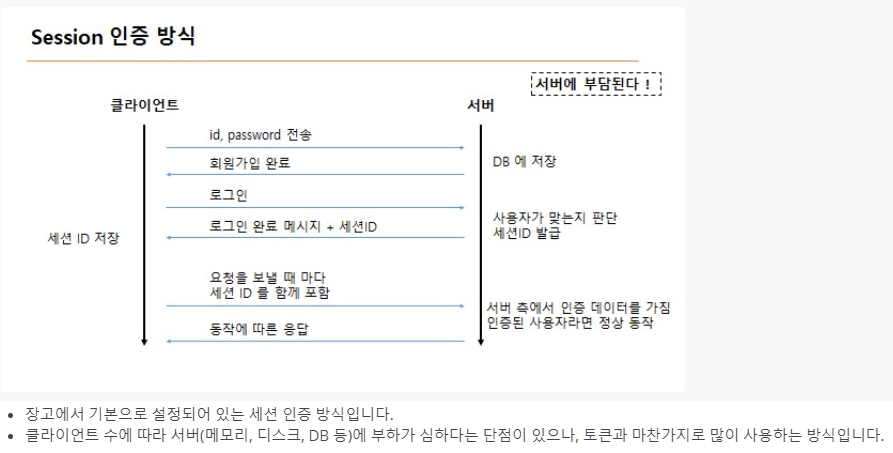 Session 인증 방식
서버에 부담된다 !
클라이언트
서버
id, password 전송
DB 에 저장
회원가입 완료
로그인
사용자가 맞는지 판단
세션ID 발급
로그인 완료 메시지 + 세션ID
세션 ID 저장
요청을 보낼 때 마다
세션 ID 를 함께 포함
서버 측에서 인증 데이터를 가짐
인증된 사용자라면 정상 동작
동작에 따른 응답
• 장고에서 기본으로 설정되어 있는 세션 인증 방식입니다.
• 클라이언트 수에 따라 서버(메모리, 디스크, DB 등)에 부하가 심하다는 단점이 있으나, 토큰과 마찬가지로 많이 사용하는 방식입니다.